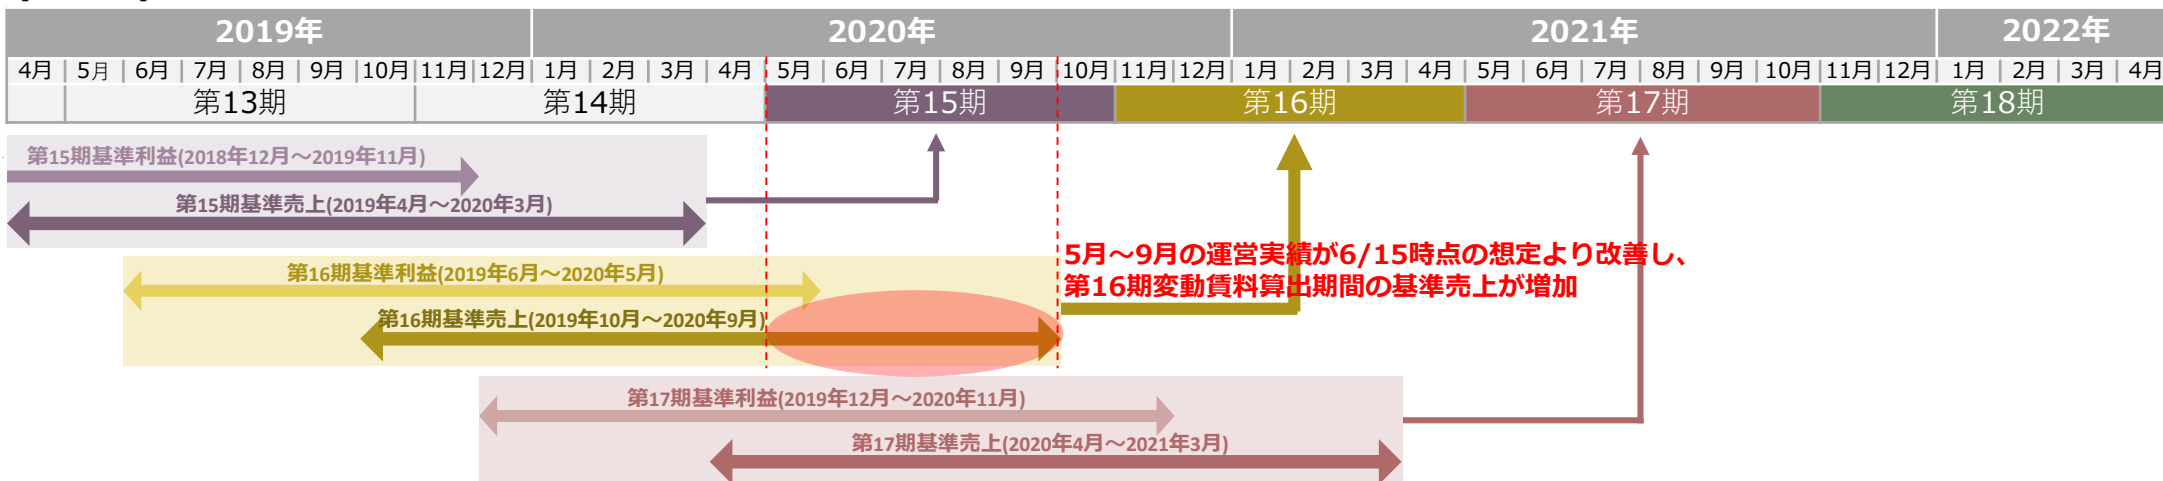 2019年 2020年 2021年 2022年
4月 5月 6月 7月 8月 9月 10月 11月 12月 1月 2月 3月 4月 5月 6月 7月 8月 9月 10月 11月 12月 1月 2月 3月 4月 5月 6月 7月 8月 9月 10月 11月 12月 1月 2月 3月 4月
第13期 第14期 第15期 第16期 第17期 第18期
第15期基準利益(2018年12月～2019年11月)
第15期基準売上(2019年4月～2020年3月)
5月～9月の運営実績が6/15時点の想定より改善し、
第16期変動賃料算出期間の基準売上が増加
第16期基準利益(2019年6月～2020年5月)
第16期基準売上(2019年10月～2020年9月)
第17期基準利益(2019年12月～2020年11月)
第17期基準売上(2020年4月～2021年3月)